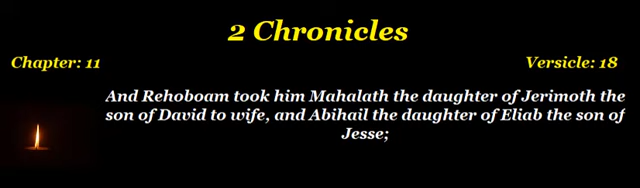 2 Chronicles
Chapter: 11 Versicle: 18
And Rehoboam took him Mahalath the daughter of Jerimoth the
son of David to wife, and Abihail the daughter of Eliab the son of
Jesse;